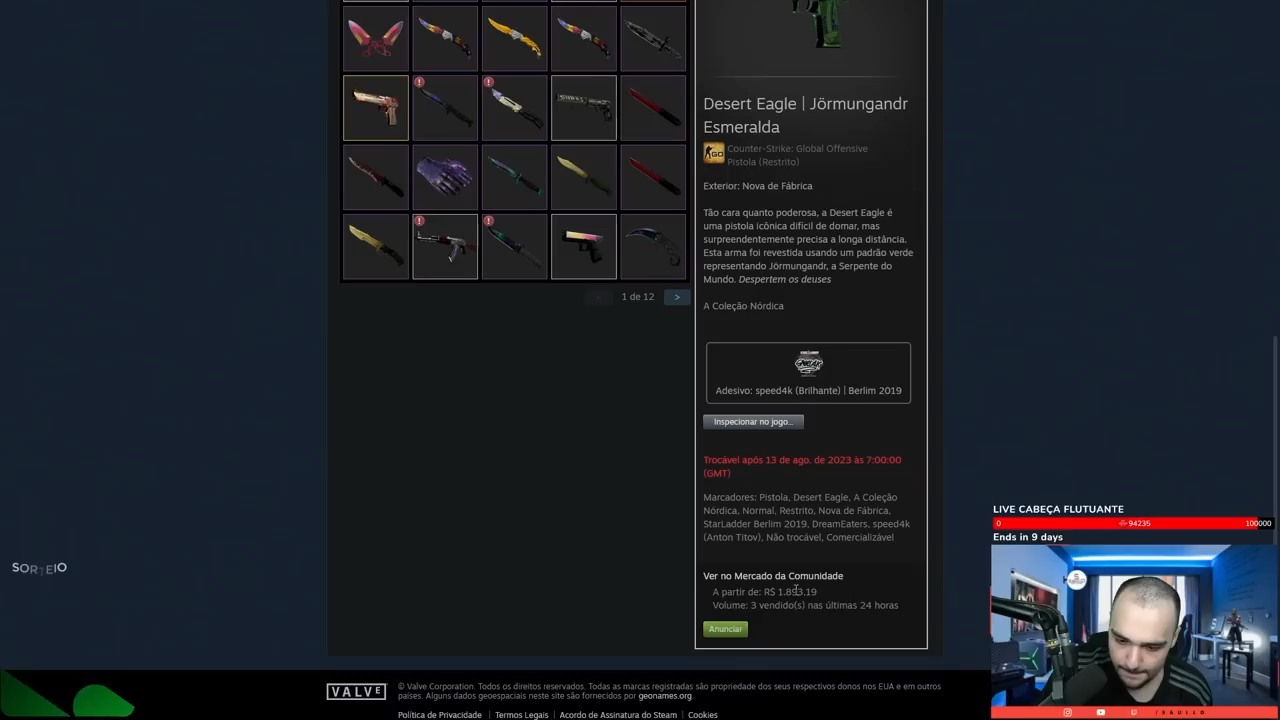 Desert Eagle | Jörmungandr
Esmeralda
Counter-Strike: Global Offensive
Pistola (Restrito)
Exterior: Nova de Fábrica
Tão cara quanto poderosa, a Desert Eagle é
uma pistola icônica difícil de domar, mas
surpreendentemente precisa a longa distância.
Esta arma foi revestida usando um padrão verde
representando Jörmungandr, a Serpente do
Mundo. Despertem os deuses
A Coleção Nórdica
1 de 12 >
Adesivo: speed4k (Brilhante) | Berlim 2019
Inspecionar no jogo...
Trocável após 13 de ago. de 2023 às 7:00:00
(GMT)
Marcadores: Pistola, Desert Eagle, A Coleção
Nórdica, Normal, Restrito, Nova de Fábrica,
StarLadder Berlim 2019, DreamEaters, speed4k
(Anton Titov), Não trocável, Comercializável
Ver no Mercado da Comunidade
A partir de: R$ 1.893,19
Volume: 3 vendido(s) nas últimas 24 horas
Anunciar
SORTEIO
LIVE CABEÇA FLUTUANTE
0 94235 100000
Ends in 9 days
VALVE
© Valve Corporation. Todos os direitos reservados. Todas as marcas registradas são propriedade dos seus respectivos donos nos EUA e em outros
países. Alguns dados geoespaciais neste site são fornecidos por geonames.org.
Política de Privacidade | Termos Legais | Acordo de Assinatura do Steam | Cookies